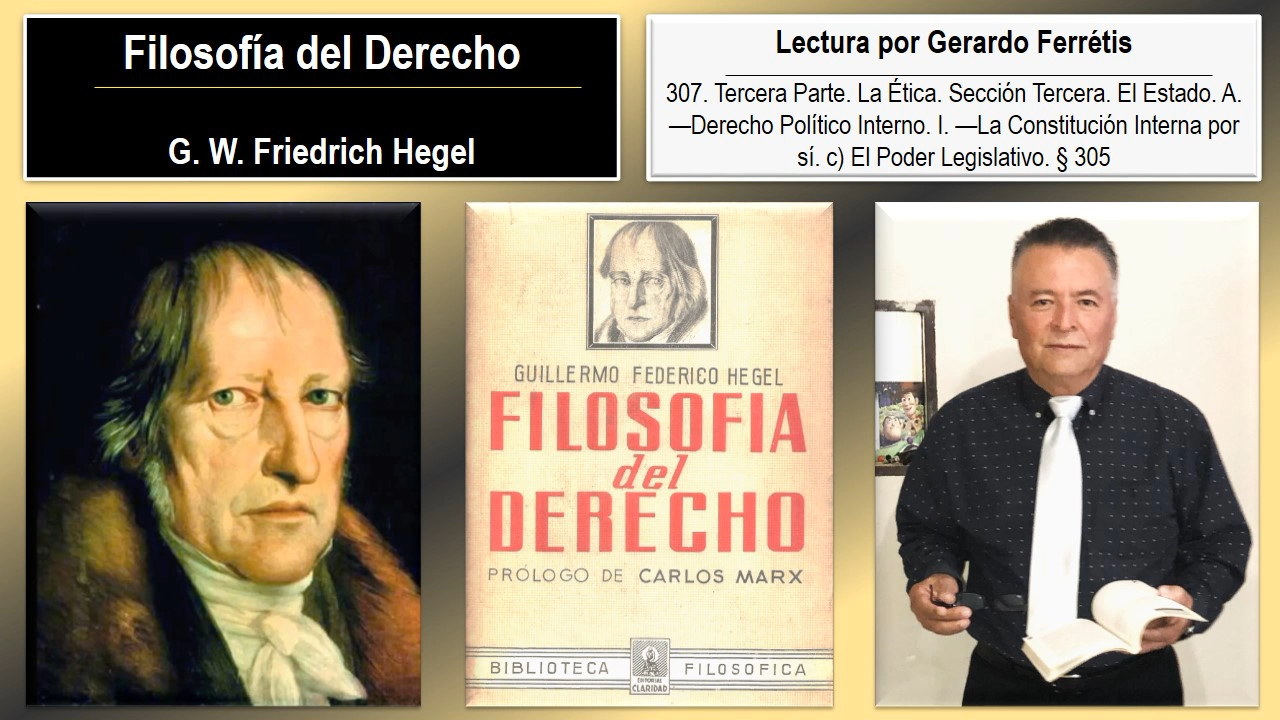 Filosofía del Derecho
G. W. Friedrich Hegel
Lectura por Gerardo Ferrétis
307. Tercera Parte. La Ética. Sección Tercera. El Estado. A.
—Derecho Político Interno. I. —La Constitución Interna por
sí. c) El Poder Legislativo. § 305
GUILLERMO FEDERICO HEGEL
FILOSOFIA
del
DERECHO
PRÓLOGO DE CARLOS MARX
BIBLIOTECA FILOSOFICA
EDITORIAL
CLARIDAD